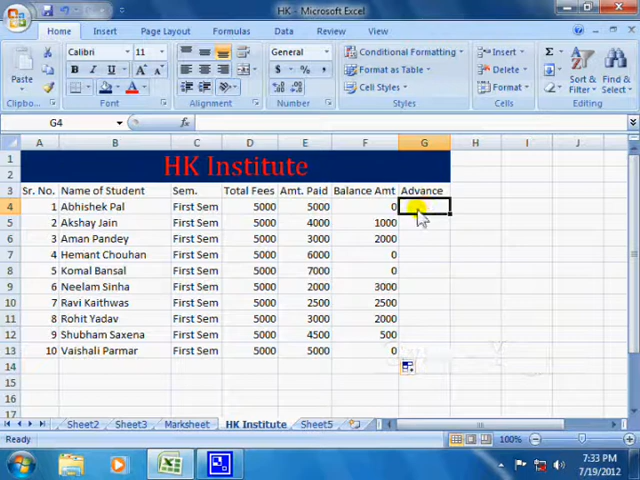 HK - Microsoft Excel
Home Insert Page Layout Formulas Data Review View
Calibri 11 General Conditional Formatting Insert Σ
Paste B I U A A $ % , Format as Table Delete Sort & Find &
Cell Styles Format Filter Select
Clipboard Font Alignment Number Styles Cells Editing
G4 fx
A B C D E F G H I J
1 HK Institute
2
3 Sr. No. Name of Student Sem. Total Fees Amt. Paid Balance Amt Advance
4 1 Abhishek Pal First Sem 5000 5000 0
5 2 Akshay Jain First Sem 5000 4000 1000
6 3 Aman Pandey First Sem 5000 3000 2000
7 4 Hemant Chouhan First Sem 5000 6000 0
8 5 Komal Bansal First Sem 5000 7000 0
9 6 Neelam Sinha First Sem 5000 2000 3000
10 7 Ravi Kaithwas First Sem 5000 2500 2500
11 8 Rohit Yadav First Sem 5000 3000 2000
12 9 Shubham Saxena First Sem 5000 4500 500
13 10 Vaishali Parmar First Sem 5000 5000 0
14
15
16
17
Sheet2 Sheet3 Marksheet HK Institute Sheet5
Ready 100%
7:33 PM
7/19/2012